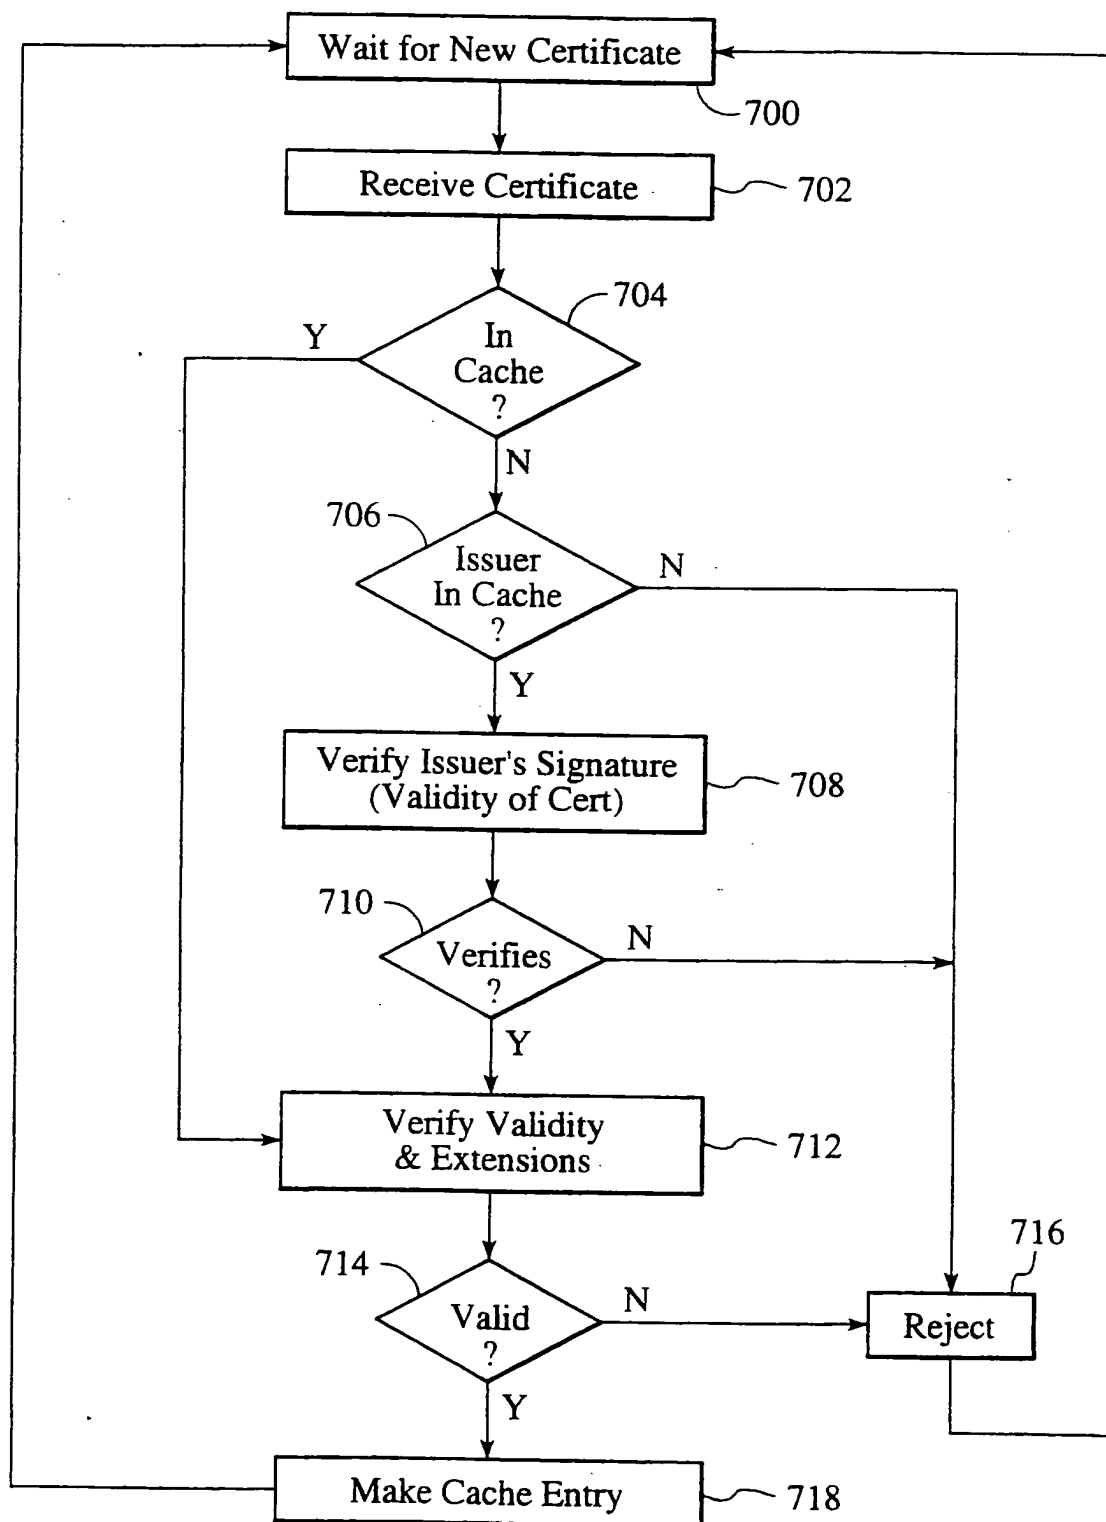 Wait for New Certificate
700
Receive Certificate
702
704
Y
In
Cache
?
N
706
Issuer
In Cache
?
N
Y
Verify Issuer's Signature
(Validity of Cert)
708
710
Verifies
?
N
Y
Verify Validity
& Extensions
712
714
Valid
?
N
716
Reject
Y
Make Cache Entry
718